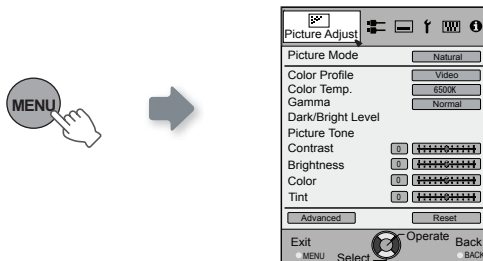 MENU
Picture Adjust
Picture Mode Natural
Color Profile Video
Color Temp. 6500K
Gamma Normal
Dark/Bright Level
Picture Tone
Contrast 0
Brightness 0
Color 0
Tint 0
Advanced Reset
Exit Operate Back
MENU Select BACK